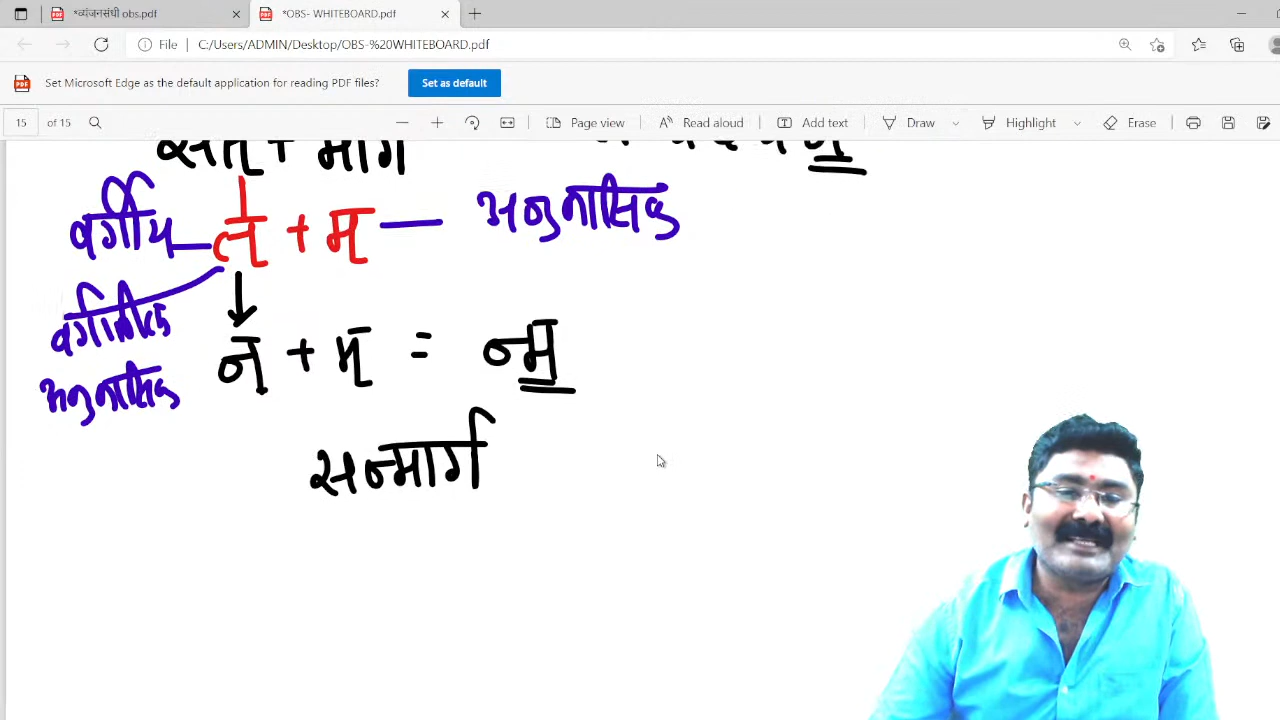 *व्यंजनसंधी obs.pdf
*OBS- WHITEBOARD.pdf
File C:/Users/ADMIN/Desktop/OBS-%20WHITEBOARD.pdf
Set Microsoft Edge as the default application for reading PDF files? Set as default
15 of 15 Page view Read aloud Add text Draw Highlight Erase
सत् + मार्ग
वर्गीय त् + म् अनुनासिक
वर्गातील
अनुनासिक
न् + म् = न्म
सन्मार्ग